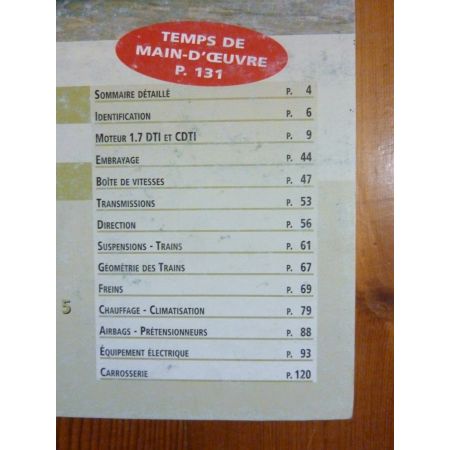 TEMPS DE
MAIN-D'ŒUVRE
P. 131
SOMMAIRE DÉTAILLÉ P. 4
IDENTIFICATION P. 6
MOTEUR 1.7 DTI ET CDTI P. 9
EMBRAYAGE P. 44
BOÎTE DE VITESSES P. 47
TRANSMISSIONS P. 53
DIRECTION P. 56
SUSPENSIONS - TRAINS P. 61
GÉOMÉTRIE DES TRAINS P. 67
FREINS P. 69
5
CHAUFFAGE - CLIMATISATION P. 79
AIRBAGS - PRÉTENSIONNEURS P. 88
ÉQUIPEMENT ÉLECTRIQUE P. 93
CARROSSERIE P. 120